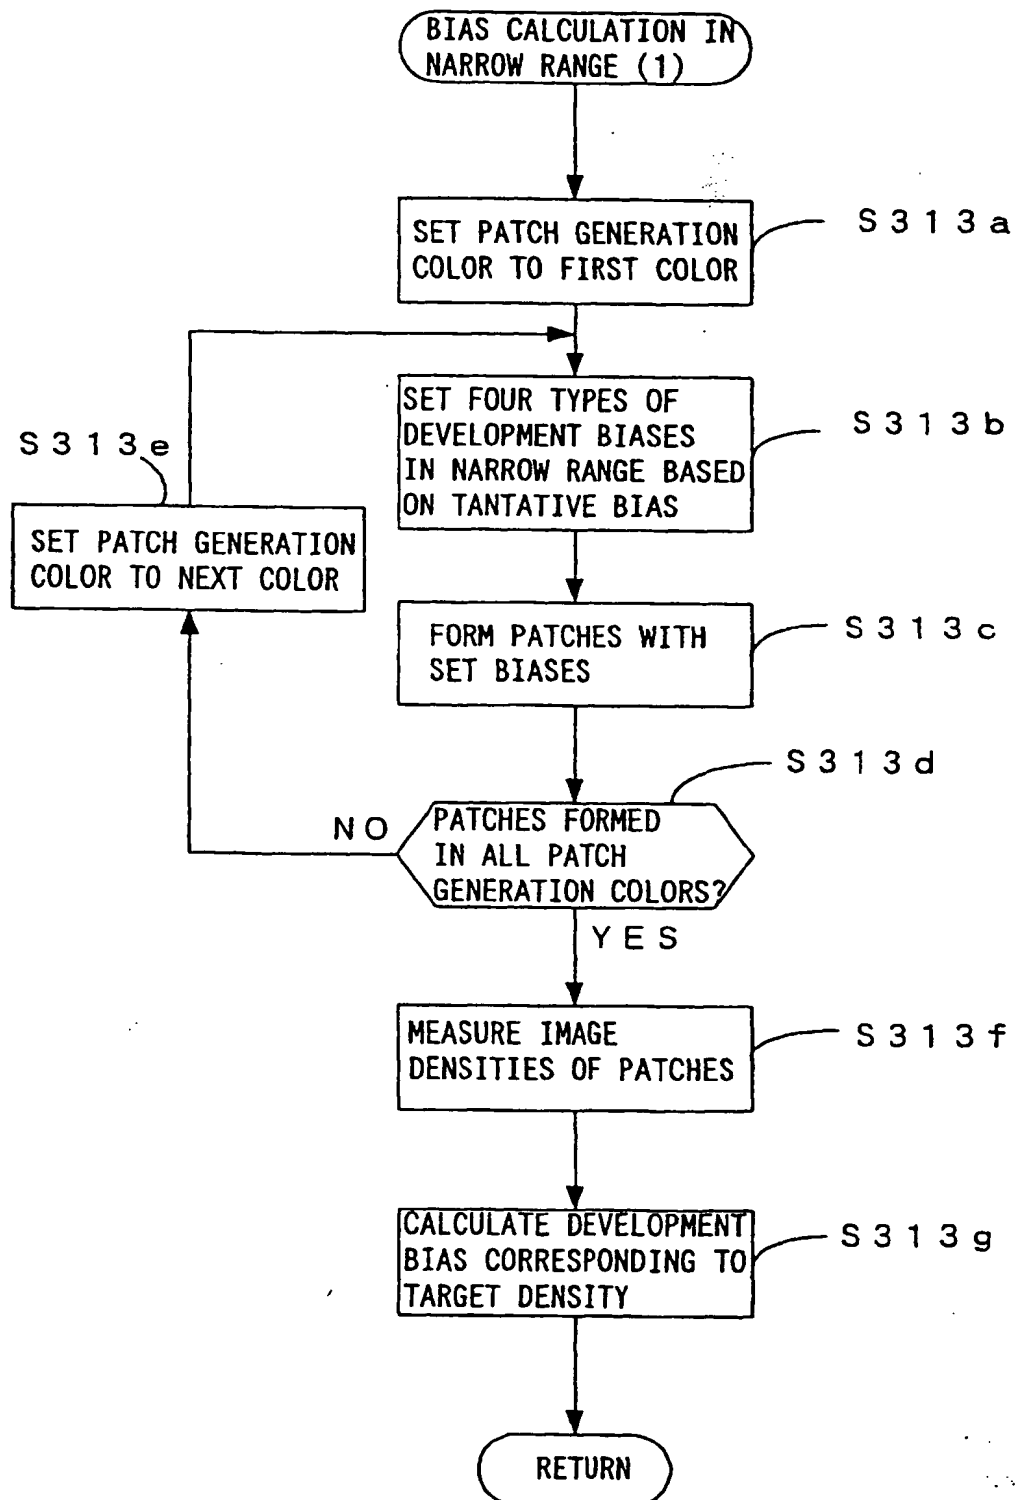 BIAS CALCULATION IN
NARROW RANGE (1)
SET PATCH GENERATION
COLOR TO FIRST COLOR
S313a
SET FOUR TYPES OF
DEVELOPMENT BIASES
IN NARROW RANGE BASED
ON TANTATIVE BIAS
S313b
S313e
SET PATCH GENERATION
COLOR TO NEXT COLOR
FORM PATCHES WITH
SET BIASES
S313c
S313d
NO
PATCHES FORMED
IN ALL PATCH
GENERATION COLORS?
YES
MEASURE IMAGE
DENSITIES OF PATCHES
S313f
CALCULATE DEVELOPMENT
BIAS CORRESPONDING TO
TARGET DENSITY
S313g
RETURN